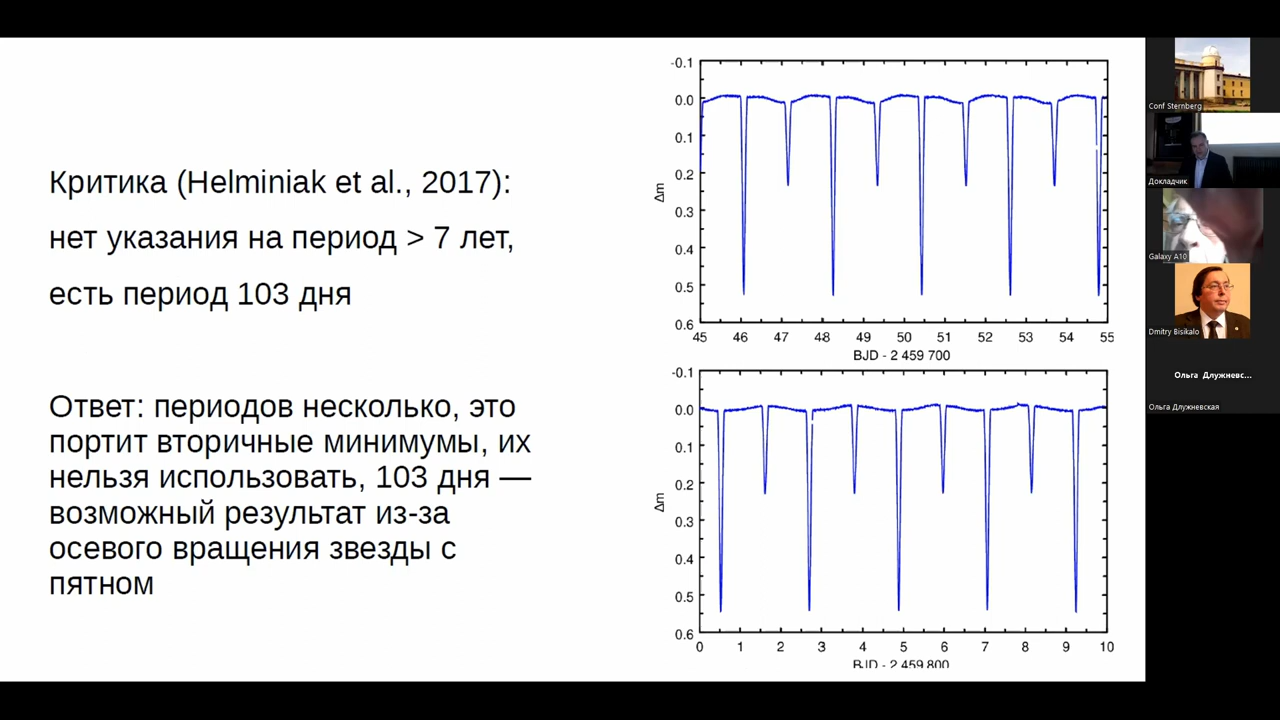 Критика (Helminiak et al., 2017):
нет указания на период > 7 лет,
есть период 103 дня
Ответ: периодов несколько, это
портит вторичные минимумы, их
нельзя использовать, 103 дня —
возможный результат из-за
осевого вращения звезды с
пятном
-0.1
0.0
0.1
0.2
0.3
0.4
0.5
0.6
Δm
45 46 47 48 49 50 51 52 53 54 55
BJD - 2 459 700
-0.1
0.0
0.1
0.2
0.3
0.4
0.5
0.6
Δm
0 1 2 3 4 5 6 7 8 9 10
BJD - 2 459 800
Conf Sternberg
Докладчик
Galaxy A10
Dmitry Bisikalo
Ольга Длужневс...
Ольга Длужневская